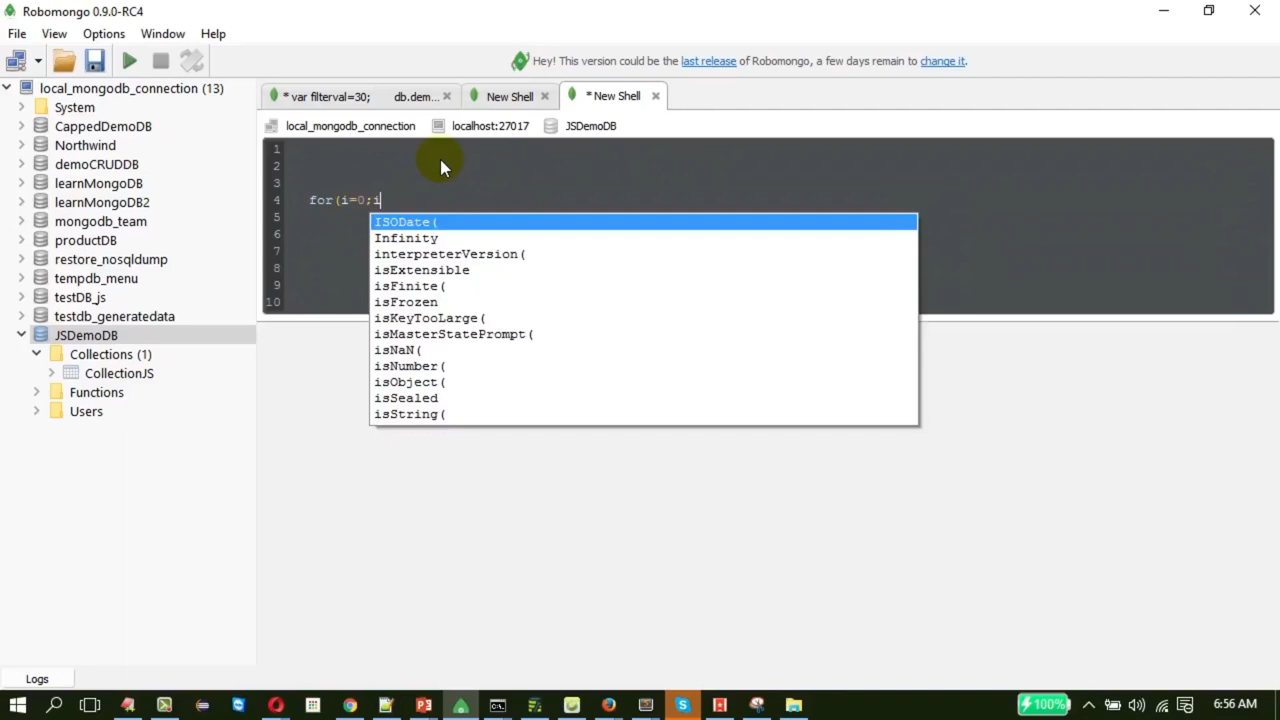 Robomongo 0.9.0-RC4
File View Options Window Help
Hey! This version could be the last release of Robomongo, a few days remain to change it.
local_mongodb_connection (13)
System
CappedDemoDB
Northwind
demoCRUDDB
learnMongoDB
learnMongoDB2
mongodb_team
productDB
restore_nosqldump
tempdb_menu
testDB_js
testdb_generatedata
JSDemoDB
Collections (1)
CollectionJS
Functions
Users
* var filterval=30; db.dem... New Shell * New Shell
local_mongodb_connection localhost:27017 JSDemoDB
1
2
3
4 for(i=0;i
5
6
7
8
9
10
ISODate(
Infinity
interpreterVersion(
isExtensible
isFinite(
isFrozen
isKeyTooLarge(
isMasterStatePrompt(
isNaN(
isNumber(
isObject(
isSealed
isString(
Logs
100% 6:56 AM